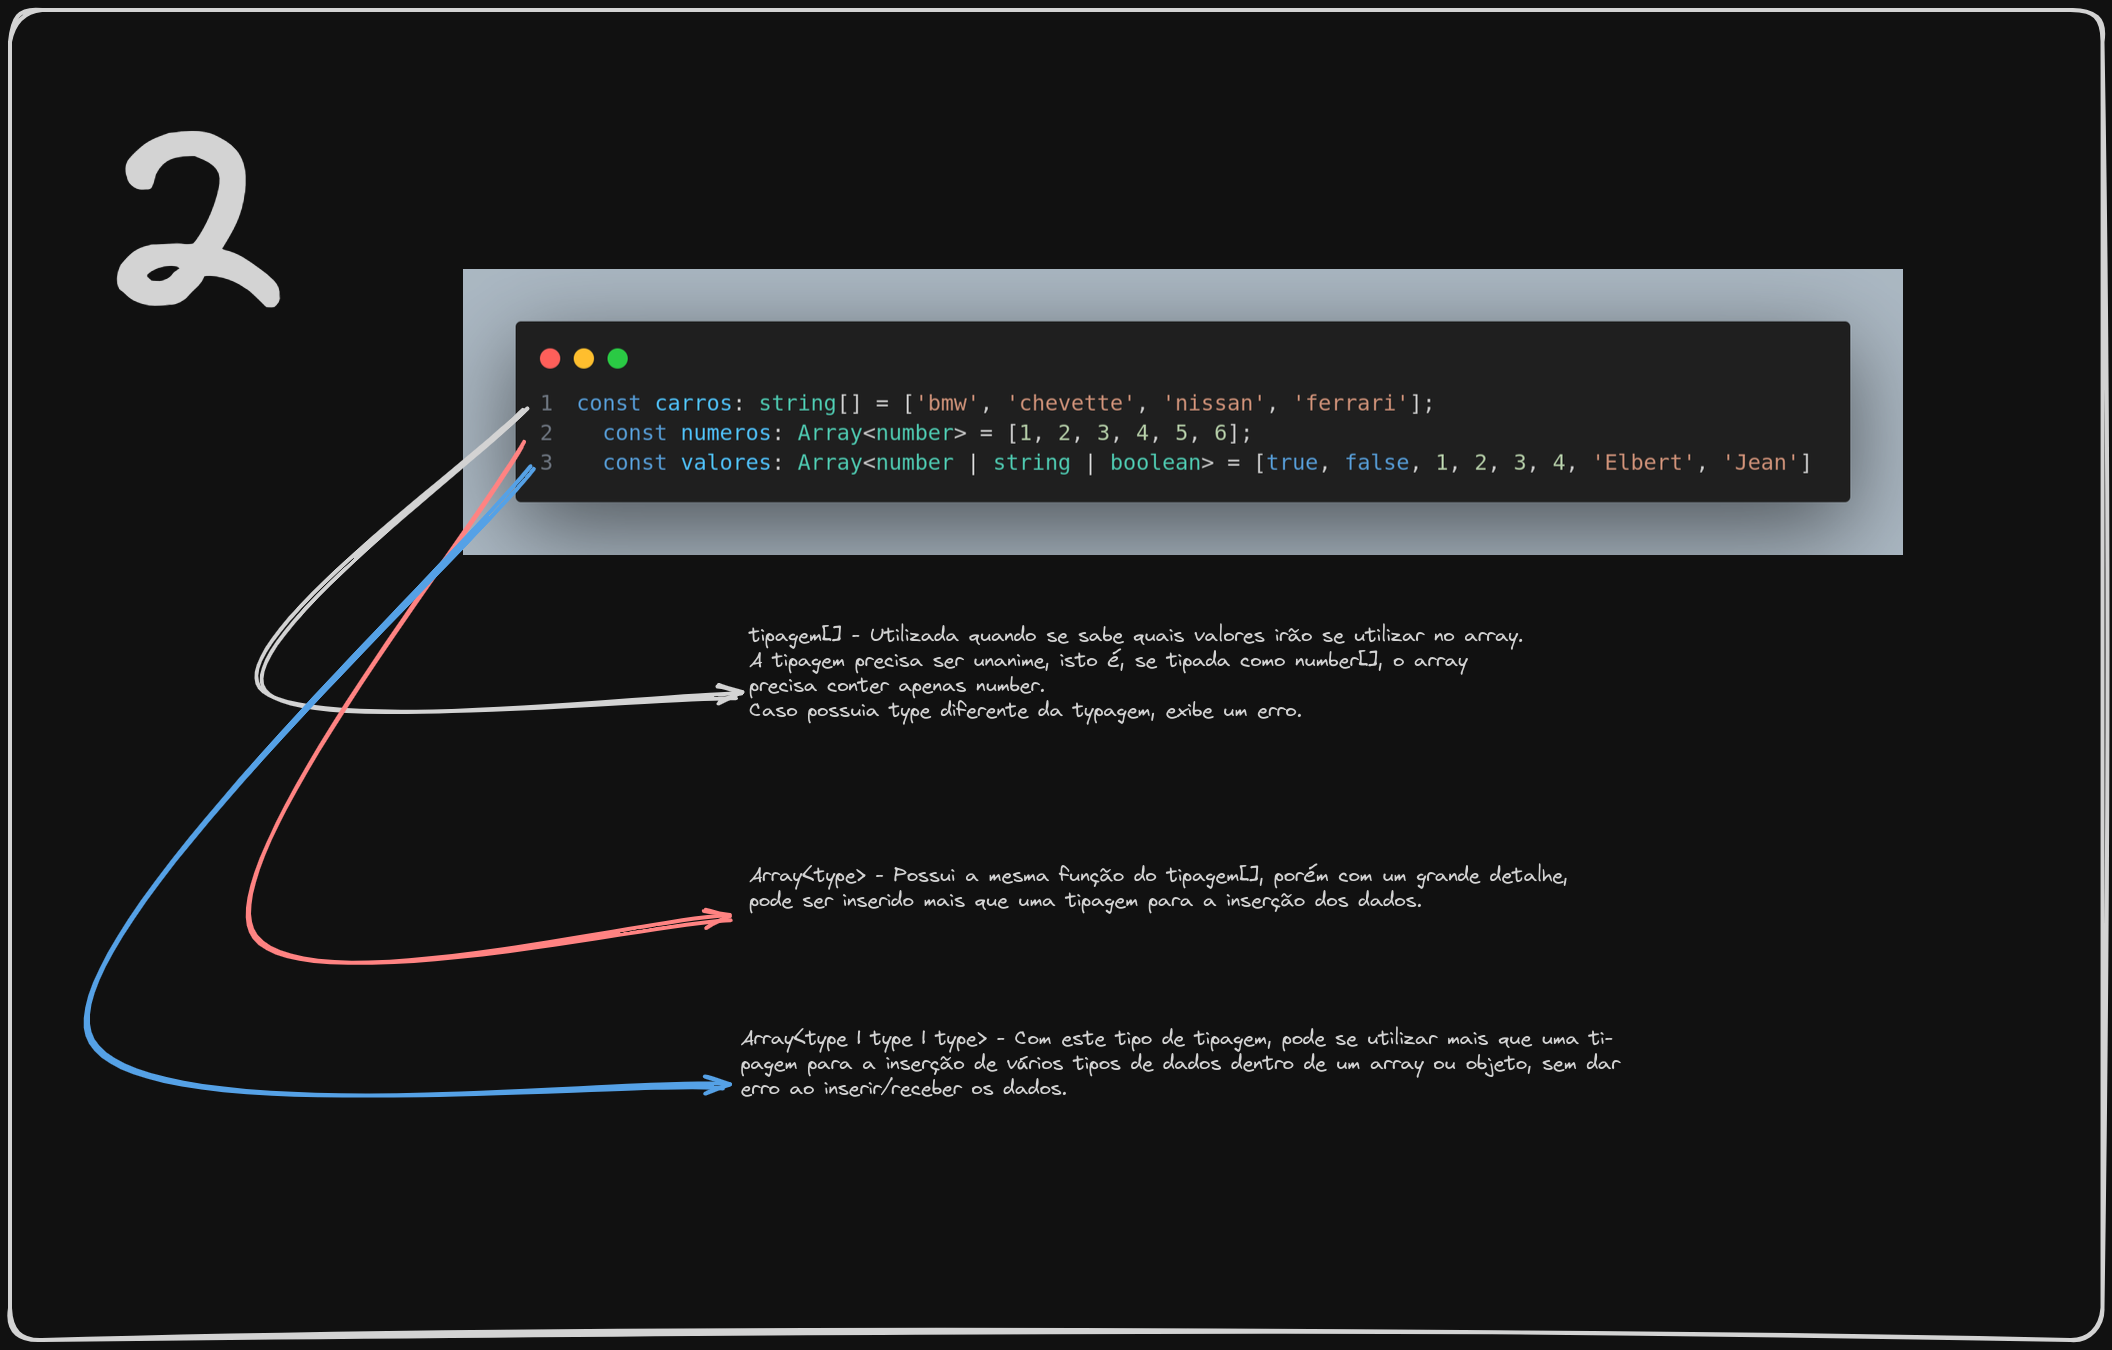 2
1 const carros: string[] = ['bmw', 'chevette', 'nissan', 'ferrari'];
2 const numeros: Array<number> = [1, 2, 3, 4, 5, 6];
3 const valores: Array<number | string | boolean> = [true, false, 1, 2, 3, 4, 'Elbert', 'Jean']
tipagem[] - Utilizada quando se sabe quais valores irão se utilizar no array.
A tipagem precisa ser unanime, isto é, se tipada como number[], o array
precisa conter apenas number.
Caso possuia type diferente da typagem, exibe um erro.
Array<type> - Possui a mesma função do tipagem[], porém com um grande detalhe,
pode ser inserido mais que uma tipagem para a inserção dos dados.
Array<type | type | type> - Com este tipo de tipagem, pode se utilizar mais que uma ti-
pagem para a inserção de vários tipos de dados dentro de um array ou objeto, sem dar
erro ao inserir/receber os dados.